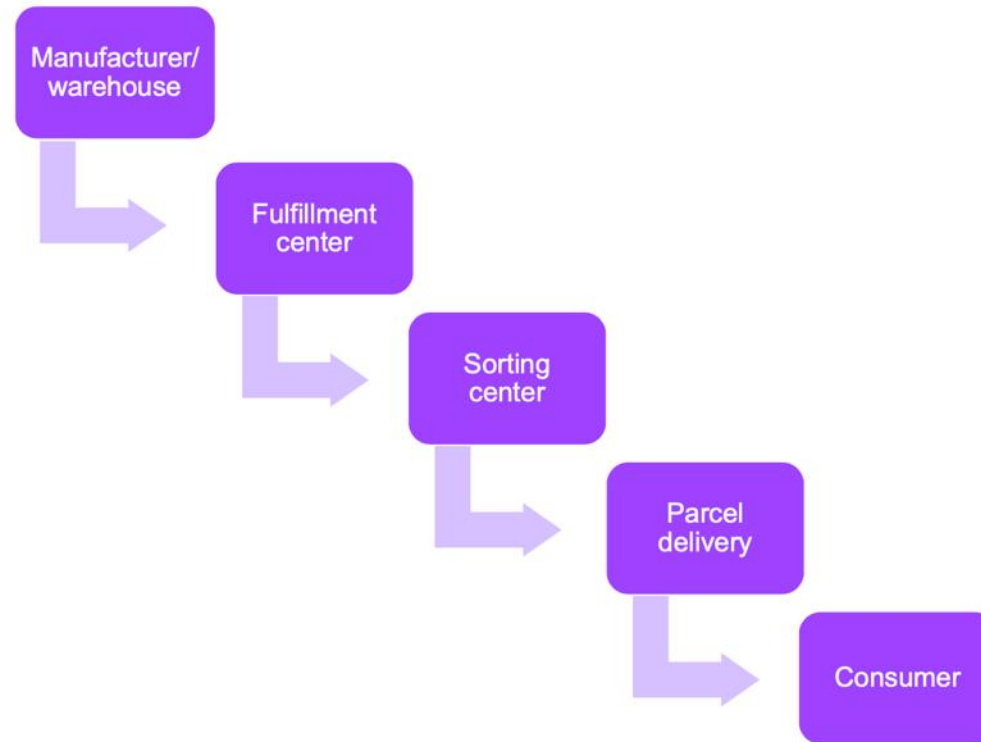 Manufacturer/
warehouse
Fulfillment
center
Sorting
center
Parcel
delivery
Consumer